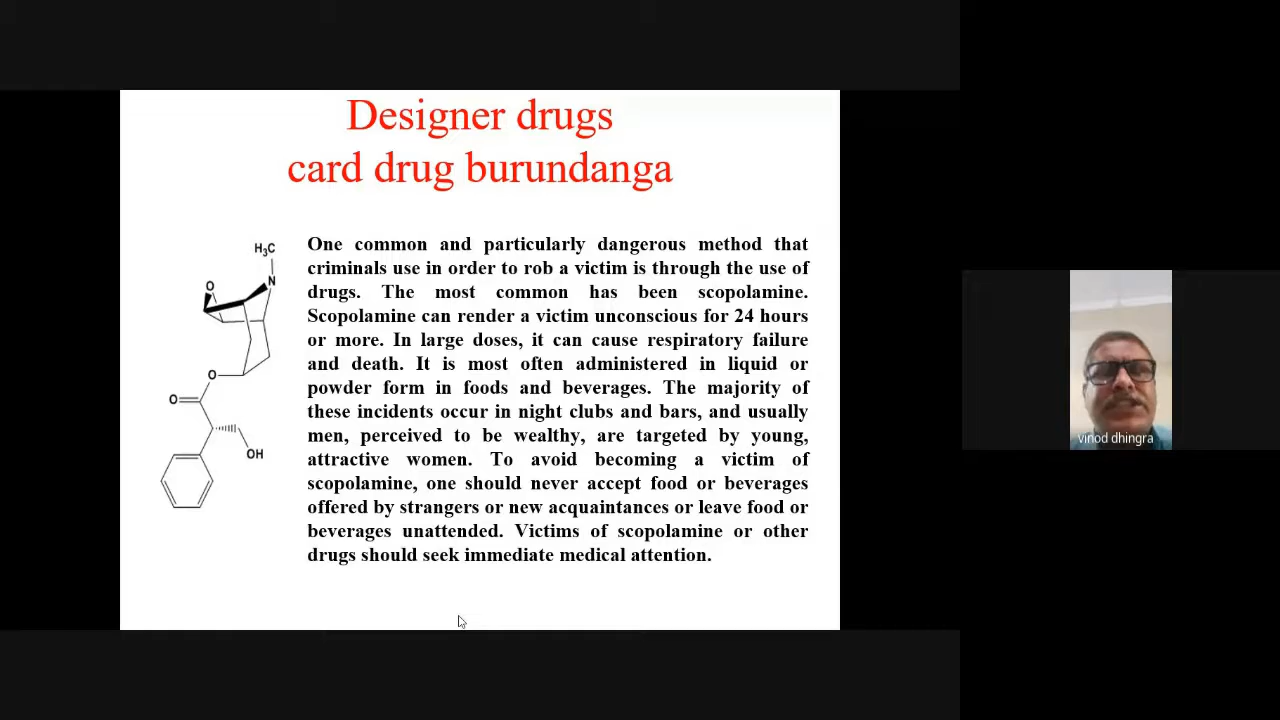 Designer drugs
card drug burundanga
H₃C
N
O
O
O
OH
One common and particularly dangerous method that
criminals use in order to rob a victim is through the use of
drugs. The most common has been scopolamine.
Scopolamine can render a victim unconscious for 24 hours
or more. In large doses, it can cause respiratory failure
and death. It is most often administered in liquid or
powder form in foods and beverages. The majority of
these incidents occur in night clubs and bars, and usually
men, perceived to be wealthy, are targeted by young,
attractive women. To avoid becoming a victim of
scopolamine, one should never accept food or beverages
offered by strangers or new acquaintances or leave food or
beverages unattended. Victims of scopolamine or other
drugs should seek immediate medical attention.
vinod dhingra